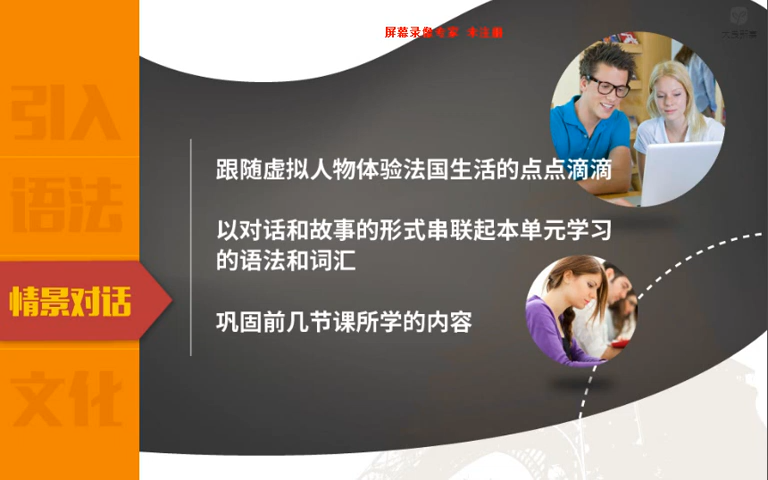 屏幕录像专家 未注册
引入
语法
情景对话
文化
跟随虚拟人物体验法国生活的点点滴滴
以对话和故事的形式串联起本单元学习
的语法和词汇
巩固前几节课所学的内容